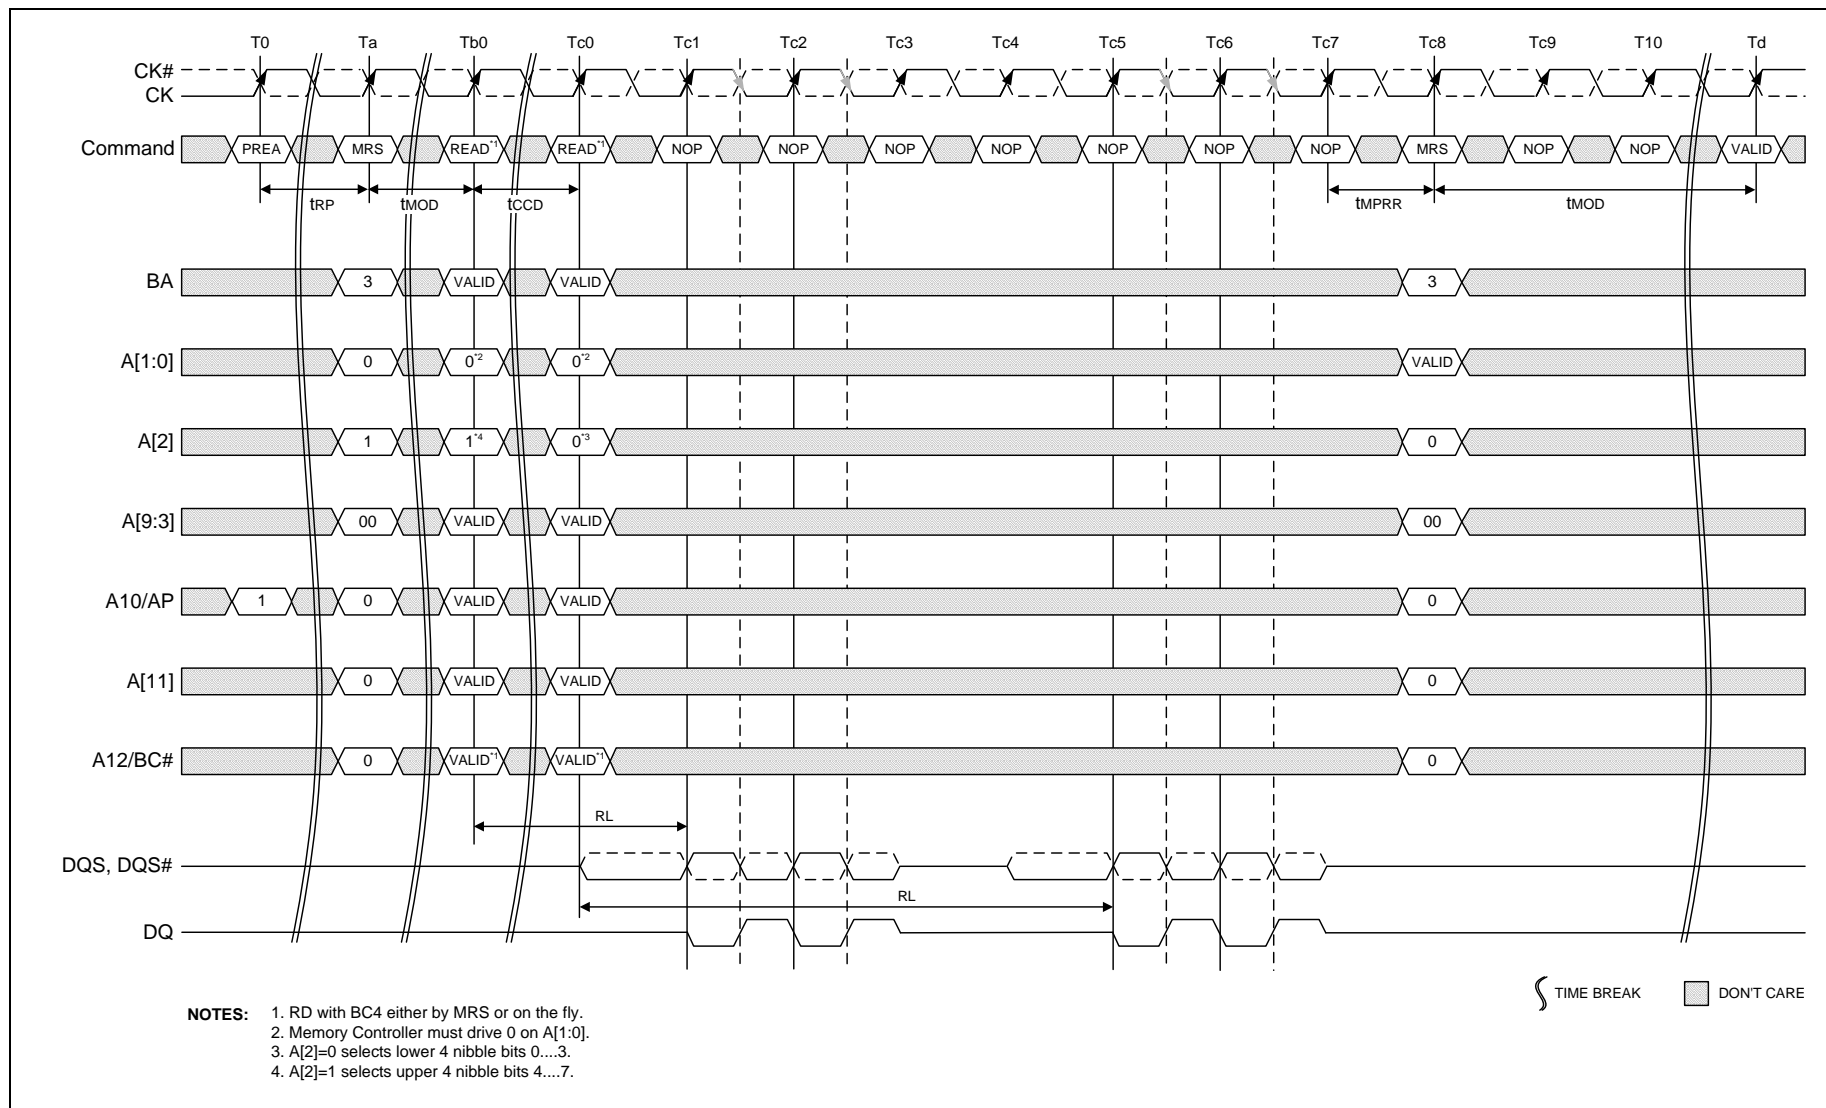 T0 Ta Tb0 Tc0 Tc1 Tc2 Tc3 Tc4 Tc5 Tc6 Tc7 Tc8 Tc9 T10 Td
CK#
CK
Command PREA MRS READ*1 READ*1 NOP NOP NOP NOP NOP NOP NOP MRS NOP NOP VALID
tRP tMOD tCCD tMPRR tMOD
BA 3 VALID VALID 3
A[1:0] 0 0*2 0*2 VALID
A[2] 1 1*4 0*3 0
A[9:3] 00 VALID VALID 00
A10/AP 1 0 VALID VALID 0
A[11] 0 VALID VALID 0
A12/BC# 0 VALID*1 VALID*1 0
RL
DQS, DQS#
RL
DQ
TIME BREAK DON'T CARE
NOTES: 1. RD with BC4 either by MRS or on the fly.
2. Memory Controller must drive 0 on A[1:0].
3. A[2]=0 selects lower 4 nibble bits 0....3.
4. A[2]=1 selects upper 4 nibble bits 4....7.